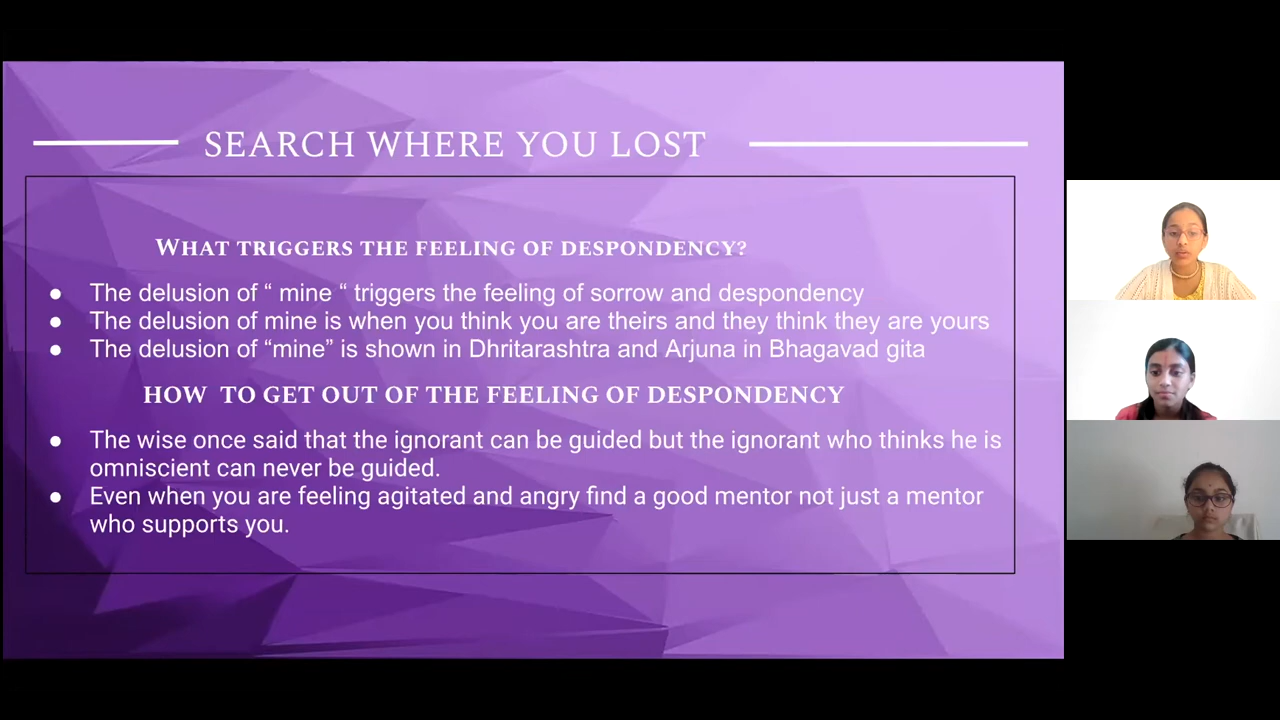 SEARCH WHERE YOU LOST
WHAT TRIGGERS THE FEELING OF DESPONDENCY?
● The delusion of “ mine “ triggers the feeling of sorrow and despondency
● The delusion of mine is when you think you are theirs and they think they are yours
● The delusion of “mine” is shown in Dhritarashtra and Arjuna in Bhagavad gita
HOW TO GET OUT OF THE FEELING OF DESPONDENCY
● The wise once said that the ignorant can be guided but the ignorant who thinks he is
omniscient can never be guided.
● Even when you are feeling agitated and angry find a good mentor not just a mentor
who supports you.